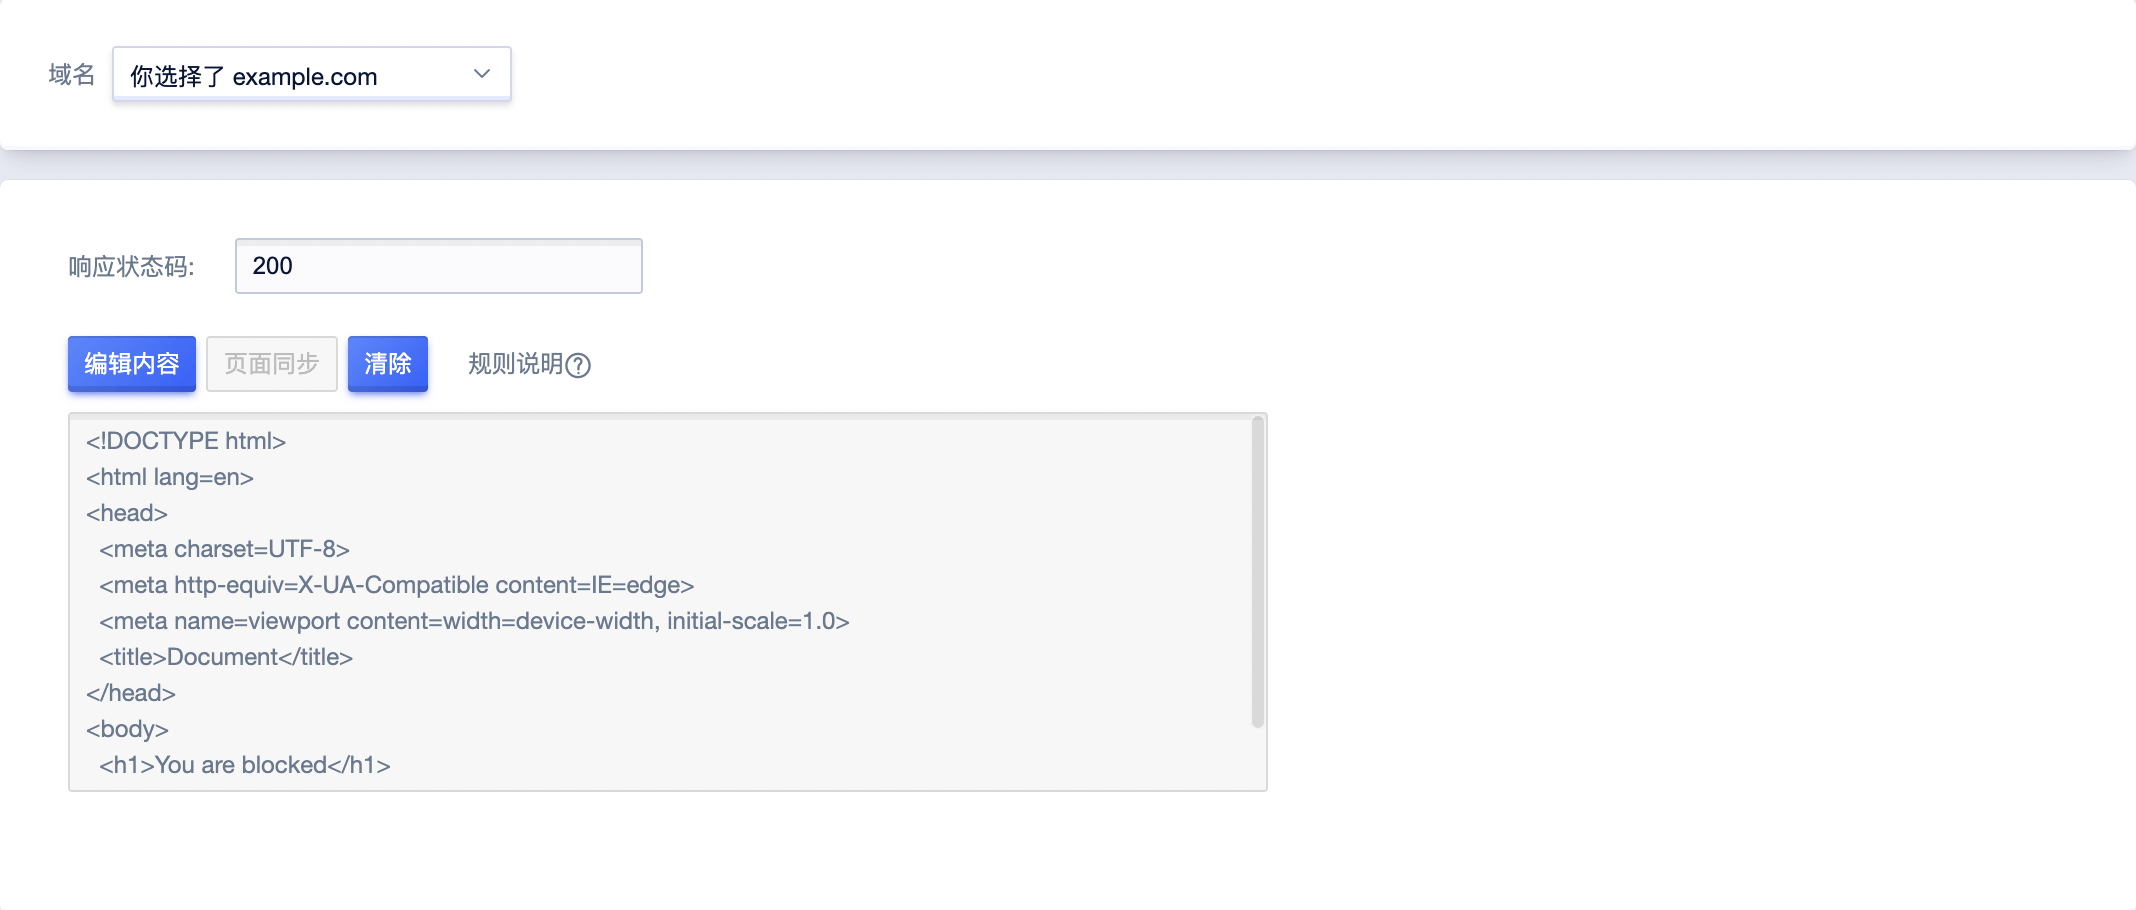 域名 你选择了 example.com
响应状态码: 200
编辑内容 页面同步 清除 规则说明?
<!DOCTYPE html>
<html lang=en>
<head>
<meta charset=UTF-8>
<meta http-equiv=X-UA-Compatible content=IE=edge>
<meta name=viewport content=width=device-width, initial-scale=1.0>
<title>Document</title>
</head>
<body>
<h1>You are blocked</h1>